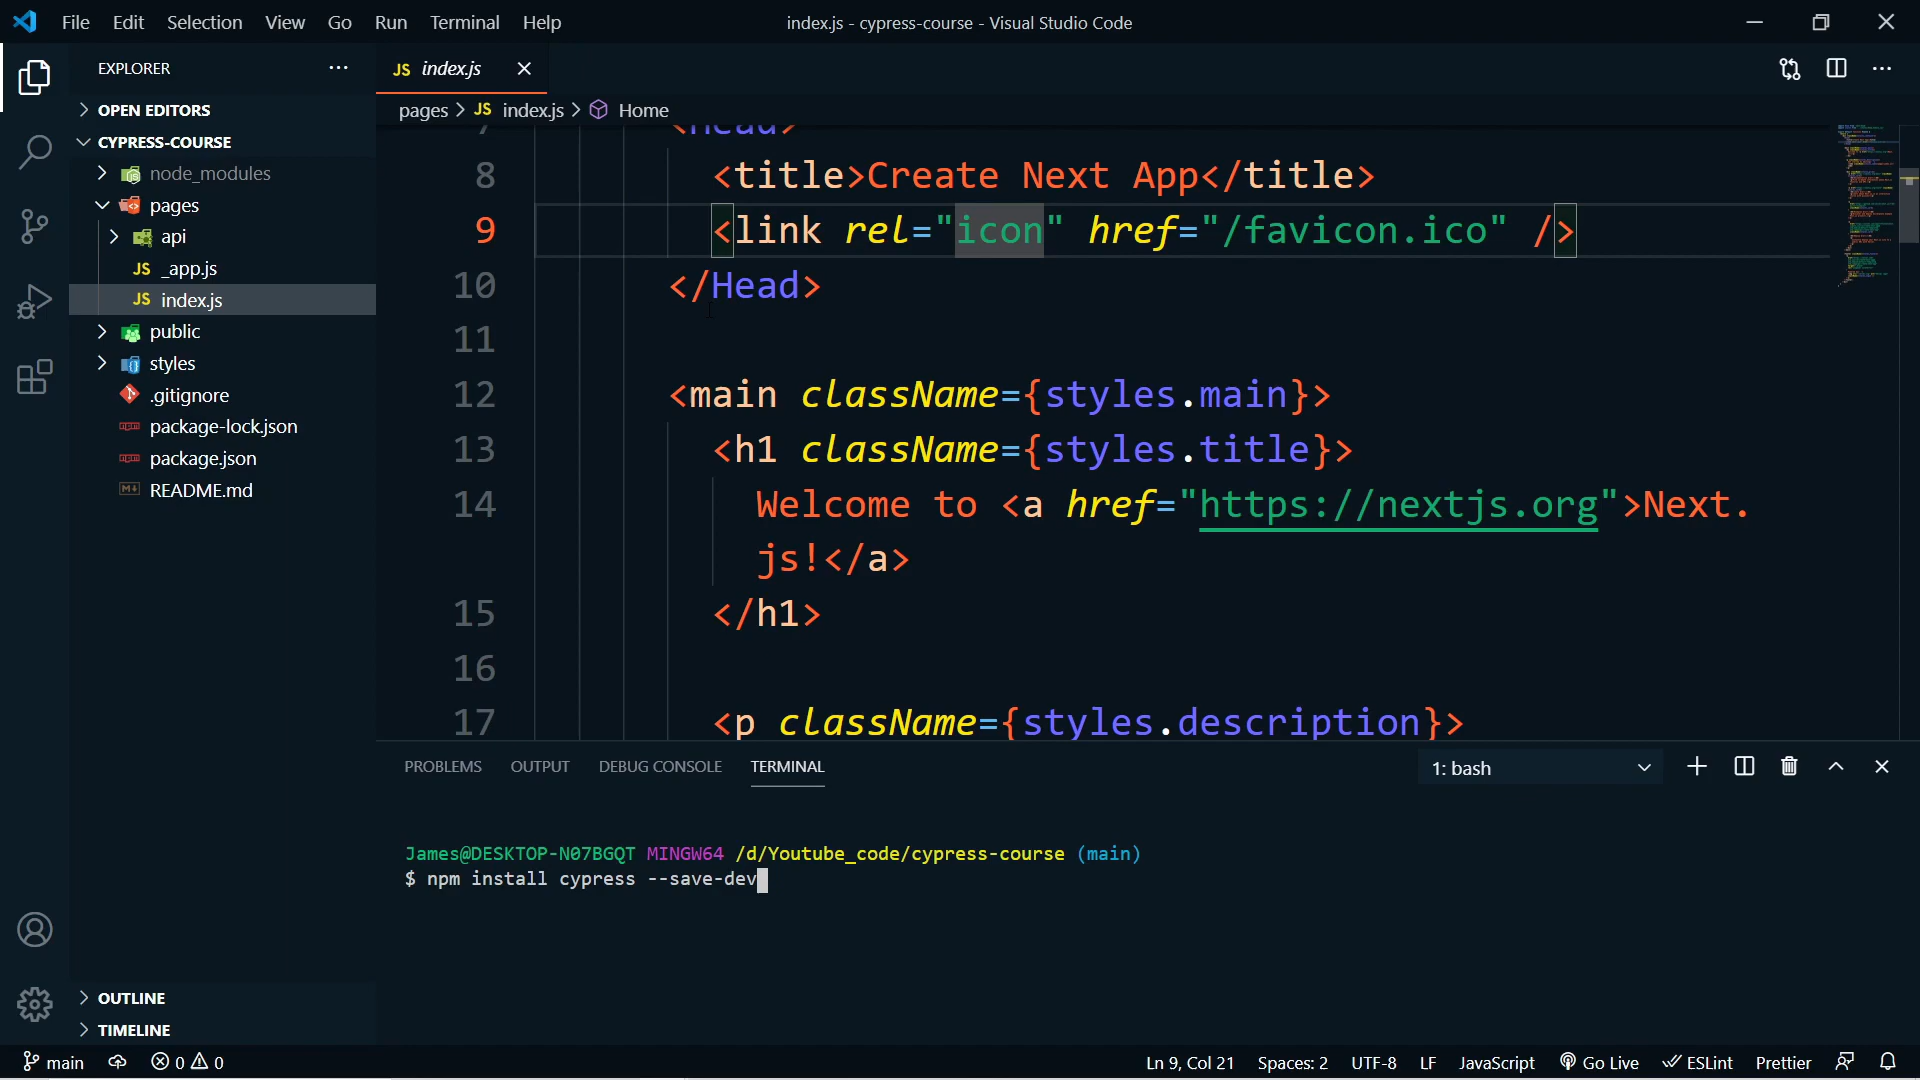 File Edit Selection View Go Run Terminal Help
index.js - cypress-course - Visual Studio Code
EXPLORER
OPEN EDITORS
CYPRESS-COURSE
node_modules
pages
api
JS _app.js
JS index.js
public
styles
.gitignore
package-lock.json
package.json
README.md
OUTLINE
TIMELINE
JS index.js
pages > JS index.js > Home
7 <Head>
8 <title>Create Next App</title>
9 <link rel="icon" href="/favicon.ico" />
10 </Head>
11
12 <main className={styles.main}>
13 <h1 className={styles.title}>
14 Welcome to <a href="https://nextjs.org">Next.
js!</a>
15 </h1>
16
17 <p className={styles.description}>
PROBLEMS OUTPUT DEBUG CONSOLE TERMINAL
1: bash
James@DESKTOP-N07BGQT MINGW64 /d/Youtube_code/cypress-course (main)
$ npm install cypress --save-dev
main 0 0 Ln 9, Col 21 Spaces: 2 UTF-8 LF JavaScript Go Live ESLint Prettier